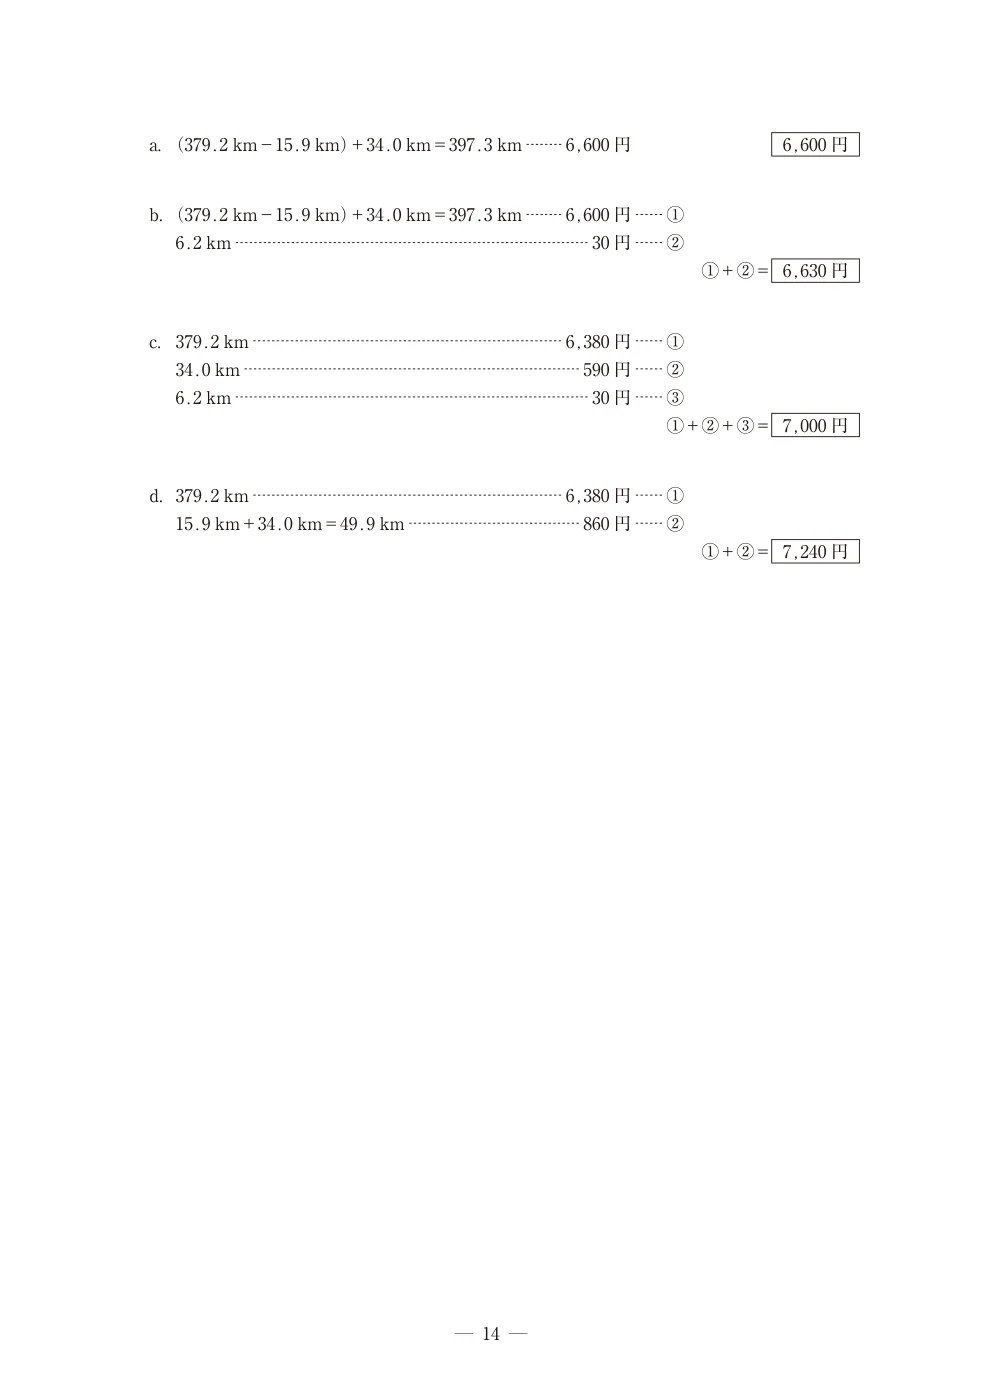 a. (379.2 km－15.9 km)＋34.0 km＝397.3 km ‥‥‥‥ 6,600 円 6,600 円
b. (379.2 km－15.9 km)＋34.0 km＝397.3 km ‥‥‥‥ 6,600 円 ‥‥‥ ①
6.2 km ‥‥‥‥‥‥‥‥‥‥‥‥‥‥‥‥ 30 円 ‥‥‥ ②
①＋②＝ 6,630 円
c. 379.2 km ‥‥‥‥‥‥‥‥‥‥‥‥‥‥‥‥ 6,380 円 ‥‥‥ ①
34.0 km ‥‥‥‥‥‥‥‥‥‥‥‥‥‥‥‥ 590 円 ‥‥‥ ②
6.2 km ‥‥‥‥‥‥‥‥‥‥‥‥‥‥‥‥ 30 円 ‥‥‥ ③
①＋②＋③＝ 7,000 円
d. 379.2 km ‥‥‥‥‥‥‥‥‥‥‥‥‥‥‥‥ 6,380 円 ‥‥‥ ①
15.9 km＋34.0 km＝49.9 km ‥‥‥‥‥‥‥‥ 860 円 ‥‥‥ ②
①＋②＝ 7,240 円
― 14 ―